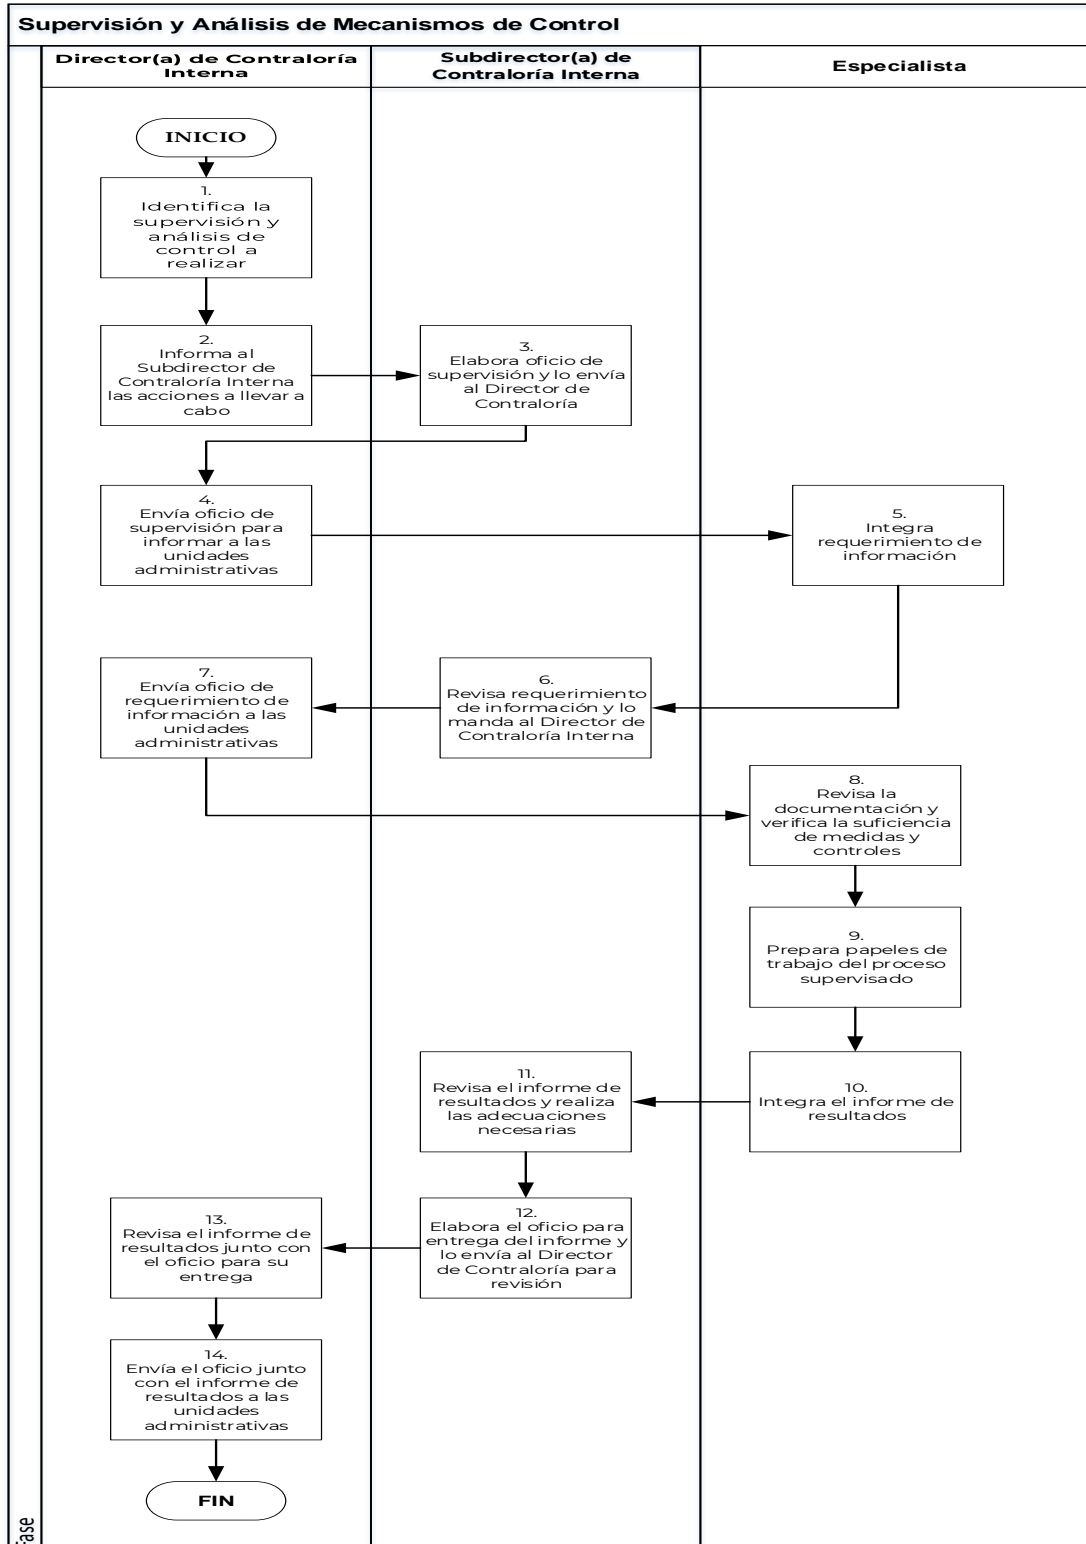 Supervisión y Análisis de Mecanismos de Control
Director(a) de Contraloría
Interna
Subdirector(a) de
Contraloría Interna
Especialista
INICIO
1.
Identifica la
supervisión y
análisis de
control a
realizar
2.
Informa al
Subdirector de
Contraloría Interna
las acciones a llevar a
cabo
3.
Elabora oficio de
supervisión y lo envía
al Director de
Contraloría
4.
Envía oficio de
supervisión para
informar a las
unidades
administrativas
5.
Integra
requerimiento de
información
6.
Revisa requerimiento
de información y lo
manda al Director de
Contraloría Interna
7.
Envía oficio de
requerimiento de
información a las
unidades
administrativas
8.
Revisa la
documentación y
verifica la suficiencia
de medidas y
controles
9.
Prepara papeles de
trabajo del proceso
supervisado
10.
Integra el informe de
resultados
11.
Revisa el informe de
resultados y realiza
las adecuaciones
necesarias
12.
Elabora el oficio para
entrega del informe y
lo envía al Director
de Contraloría para
revisión
13.
Revisa el informe de
resultados junto con
el oficio para su
entrega
14.
Envía el oficio junto
con el informe de
resultados a las
unidades
administrativas
FIN
Fase